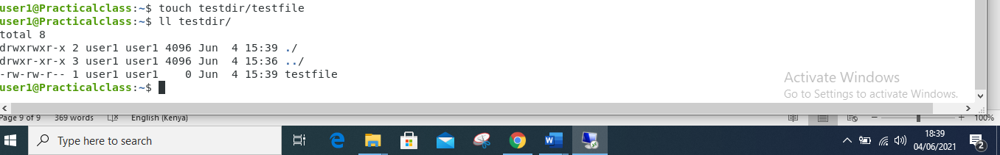 user1@Practicalclass:~$ touch testdir/testfile
user1@Practicalclass:~$ ll testdir/
total 8
drwxrwxr-x 2 user1 user1 4096 Jun  4 15:39 ./
drwxr-xr-x 3 user1 user1 4096 Jun  4 15:36 ../
-rw-rw-r-- 1 user1 user1    0 Jun  4 15:39 testfile
user1@Practicalclass:~$
Activate Windows
Go to Settings to activate Windows.
Page 9 of 9 369 words English (Kenya) 100%
Type here to search
18:39
04/06/2021
2